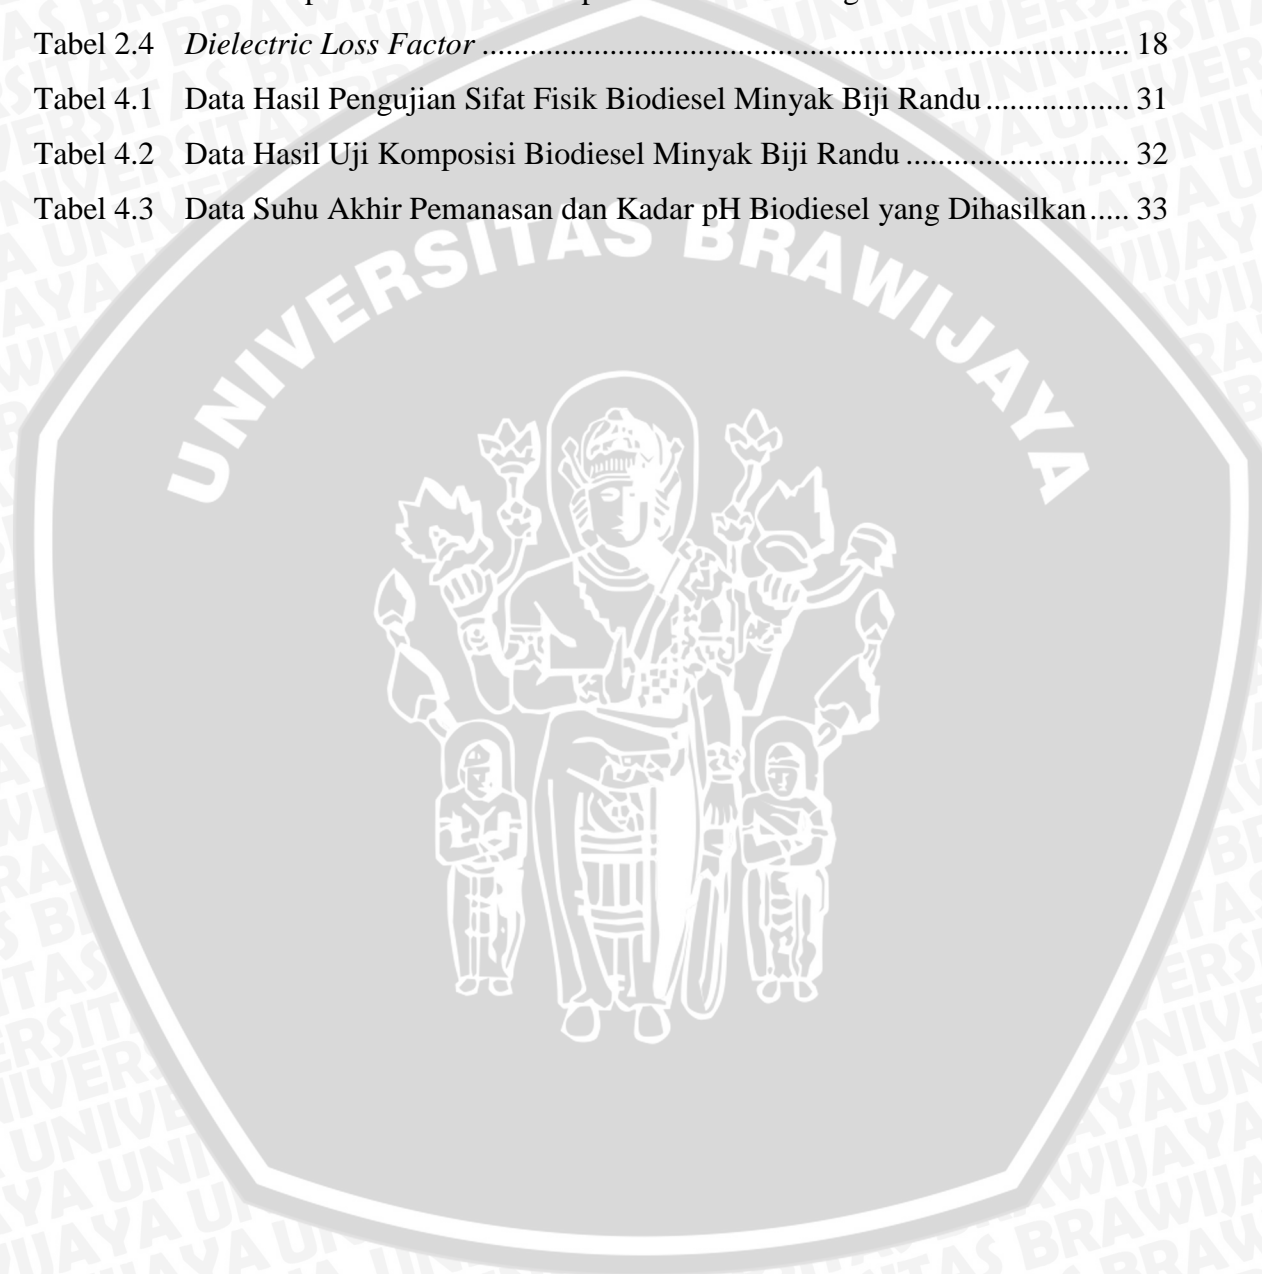 Tabel 2.4 Dielectric Loss Factor ................................................................................. 18
Tabel 4.1 Data Hasil Pengujian Sifat Fisik Biodiesel Minyak Biji Randu .................. 31
Tabel 4.2 Data Hasil Uji Komposisi Biodiesel Minyak Biji Randu ............................ 32
Tabel 4.3 Data Suhu Akhir Pemanasan dan Kadar pH Biodiesel yang Dihasilkan ..... 33
UNIVERSITAS BRAWIJAYA